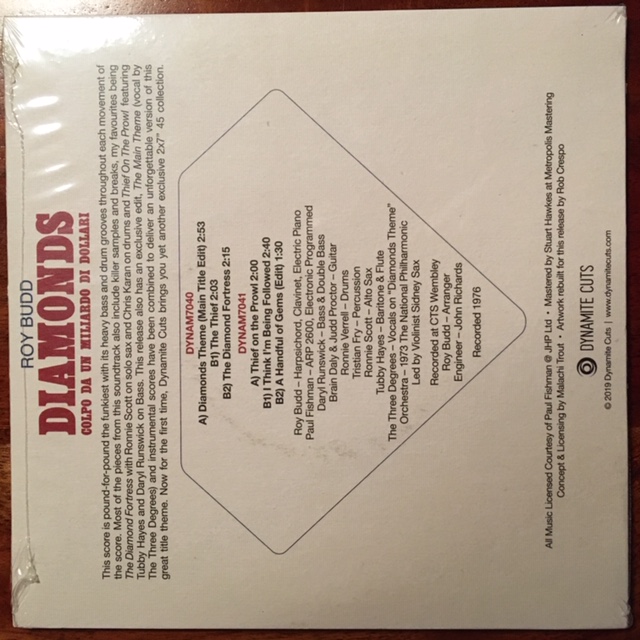 ROY BUDD
DIAMONDS
COLPO DA UN MILIARDO DI DOLLARI
This score is pound-for-pound the funkiest with its heavy bass and drum grooves throughout each movement of
the score. Most of the pieces from this soundtrack also include killer samples and breaks, my favourites being
The Diamond Fortress with Ronnie Scott on solo sax and Chris Karan on drums and Thief On The Prowl featuring
Tubby Hayes and Daryl Runswick on Bass. This release also has an exclusive edit, The Main Theme (vocal by
The Three Degrees) and instrumental scores have been combined to deliver an unforgettable version of this
great title theme. Now for the first time, Dynamite Cuts brings you yet another exclusive 2x7" 45 collection.
DYNAM7040
A) Diamonds Theme (Main Title Edit) 2:53
B1) The Thief 2:03
B2) The Diamond Fortress 2:15
DYNAM7041
A) Thief on the Prowl 2:00
B1) I Think I'm Being Followed 2:40
B2) A Handful of Gems (Edit) 1:30
Roy Budd – Harpsichord, Clavinet, Electric Piano
Paul Fishman – ARP 2600, Electronic Programmed
Daryl Runswick – Bass & Double Bass
Brain Daly & Judd Proctor – Guitar
Ronnie Verrell – Drums
Tristian Fry – Percussion
Ronnie Scott – Alto Sax
Tubby Hayes – Baritone & Flute
The Three Degrees – Vocals on "Diamonds Theme"
Orchestra – 1973 The National Philharmonic
Led by Violinist Sidney Sax
Recorded at CTS Wembley
Roy Budd – Arranger
Engineer – John Richards
Recorded 1976
All Music Licensed Courtesy of Paul Fishman @ JHP Ltd • Mastered by Stuart Hawkes at Metropolis Mastering
Concept & Licensing by Malachi Trout • Artwork rebuilt for this release by Rob Crespo
DYNAMITE CUTS
© 2019 Dynamite Cuts | www.dynamitecuts.com